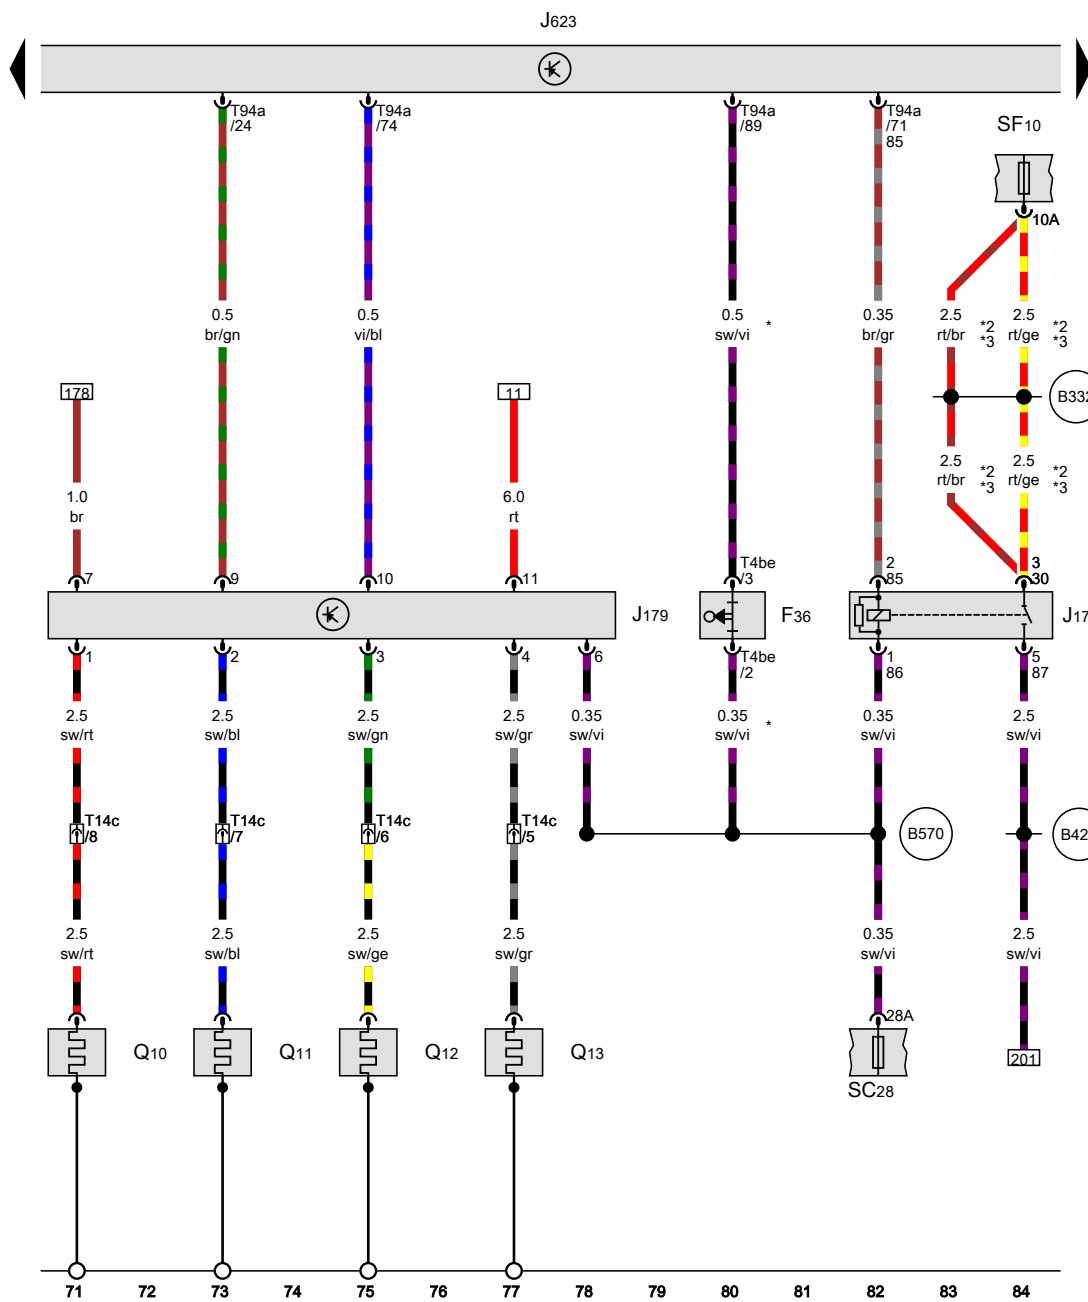 J623
T94a
/24
T94a
/74
T94a
/89
T94a
/71
85
SF10
10A
0.5
br/gn
0.5
vi/bl
0.5
sw/vi *
0.35
br/gr
2.5
rt/br
*2
*3
2.5
rt/ge
*2
*3
178
11
B332
1.0
br
6.0
rt
2.5
rt/br
*2
*3
2.5
rt/ge
*2
*3
7
9
10
11
T4be
/3
2
85
3
30
J179
F36
J17
1
2
3
4
6
T4be
/2
1
86
5
87
2.5
sw/rt
2.5
sw/bl
2.5
sw/gn
2.5
sw/gr
0.35
sw/vi
0.35
sw/vi *
0.35
sw/vi
2.5
sw/vi
T14c
/8
T14c
/7
T14c
/6
T14c
/5
B570
B42
2.5
sw/rt
2.5
sw/bl
2.5
sw/ge
2.5
sw/gr
0.35
sw/vi
2.5
sw/vi
28A
Q10
Q11
Q12
Q13
SC28
201
71 72 73 74 75 76 77 78 79 80 81 82 83 84